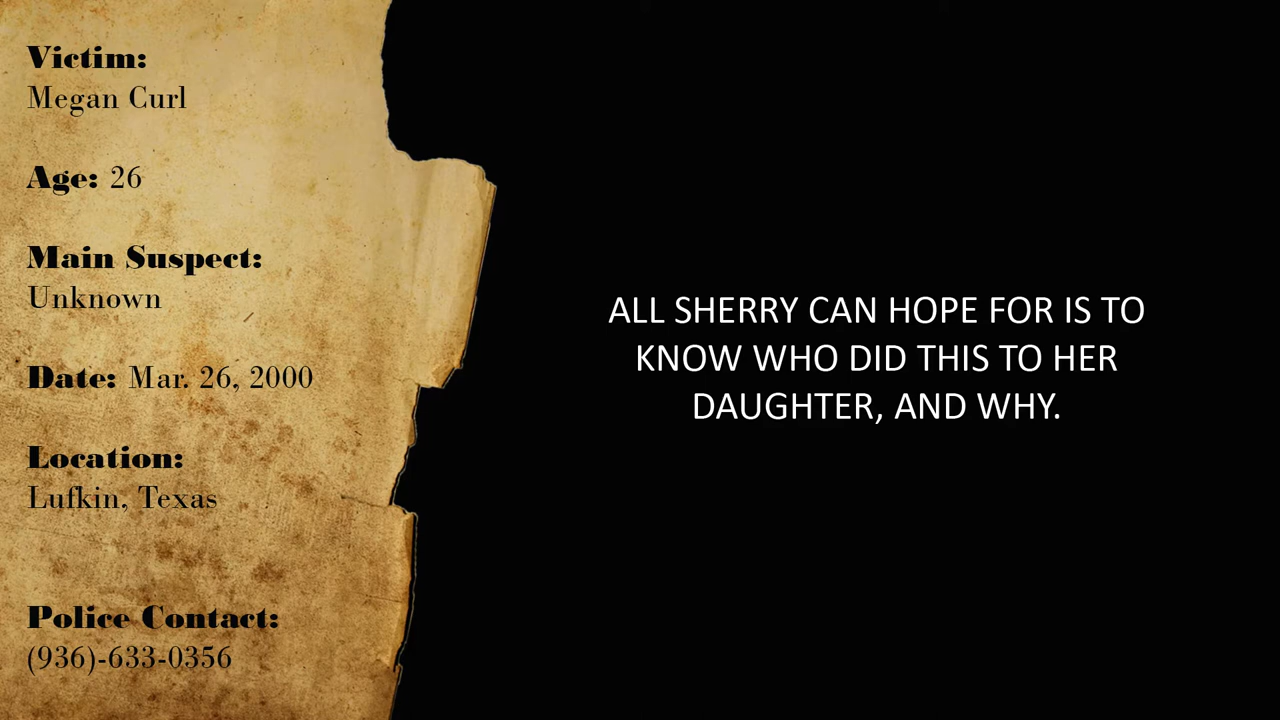 Victim:
Megan Curl
Age: 26
Main Suspect:
Unknown
Date: Mar. 26, 2000
Location:
Lufkin, Texas
Police Contact:
(936)-633-0356
ALL SHERRY CAN HOPE FOR IS TO
KNOW WHO DID THIS TO HER
DAUGHTER, AND WHY.